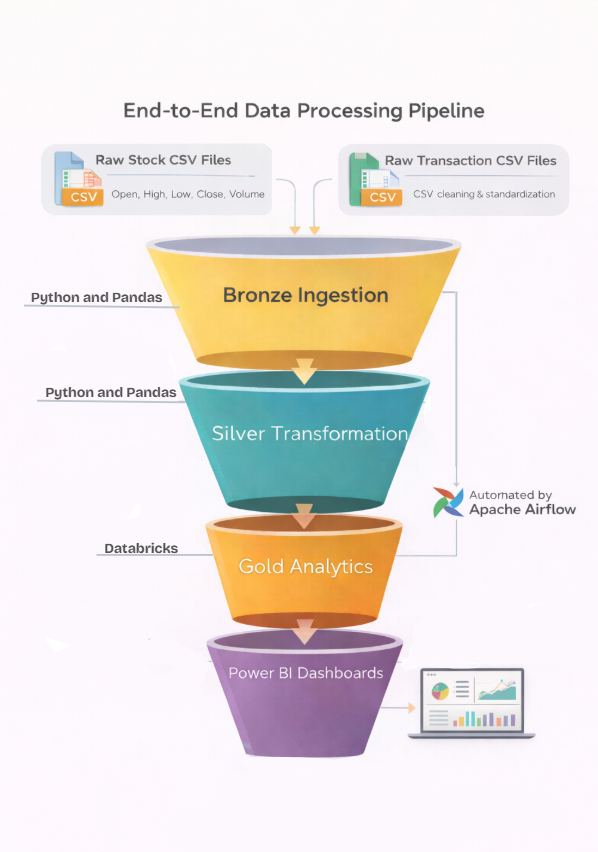 End-to-End Data Processing Pipeline
Raw Stock CSV Files
CSV
Open, High, Low, Close, Volume
Raw Transaction CSV Files
CSV
CSV cleaning & standardization
Python and Pandas
Bronze Ingestion
Python and Pandas
Silver Transformation
Automated by
Apache Airflow
Databricks
Gold Analytics
Power BI Dashboards